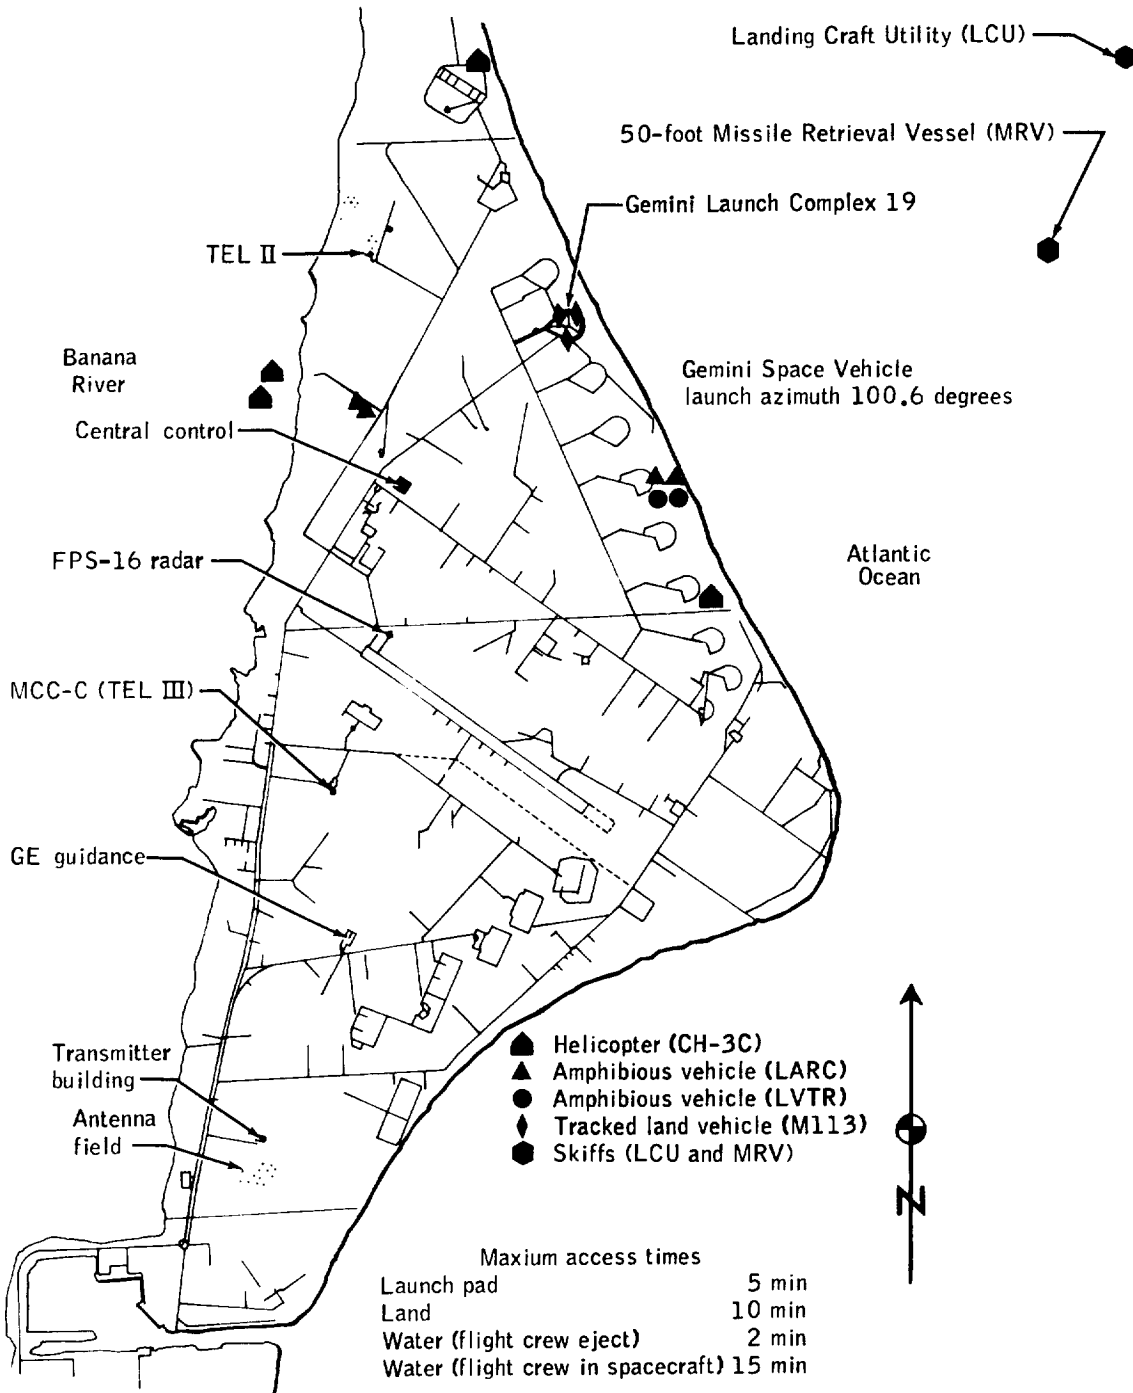 Landing Craft Utility (LCU)
50-foot Missile Retrieval Vessel (MRV)
Gemini Launch Complex 19
TEL II
Banana
River
Gemini Space Vehicle
launch azimuth 100.6 degrees
Central control
FPS-16 radar
Atlantic
Ocean
MCC-C (TEL III)
GE guidance
Transmitter
building
Antenna
field
Helicopter (CH-3C)
Amphibious vehicle (LARC)
Amphibious vehicle (LVTR)
Tracked land vehicle (M113)
Skiffs (LCU and MRV)
N
Maxium access times
Launch pad 5 min
Land 10 min
Water (flight crew eject) 2 min
Water (flight crew in spacecraft) 15 min